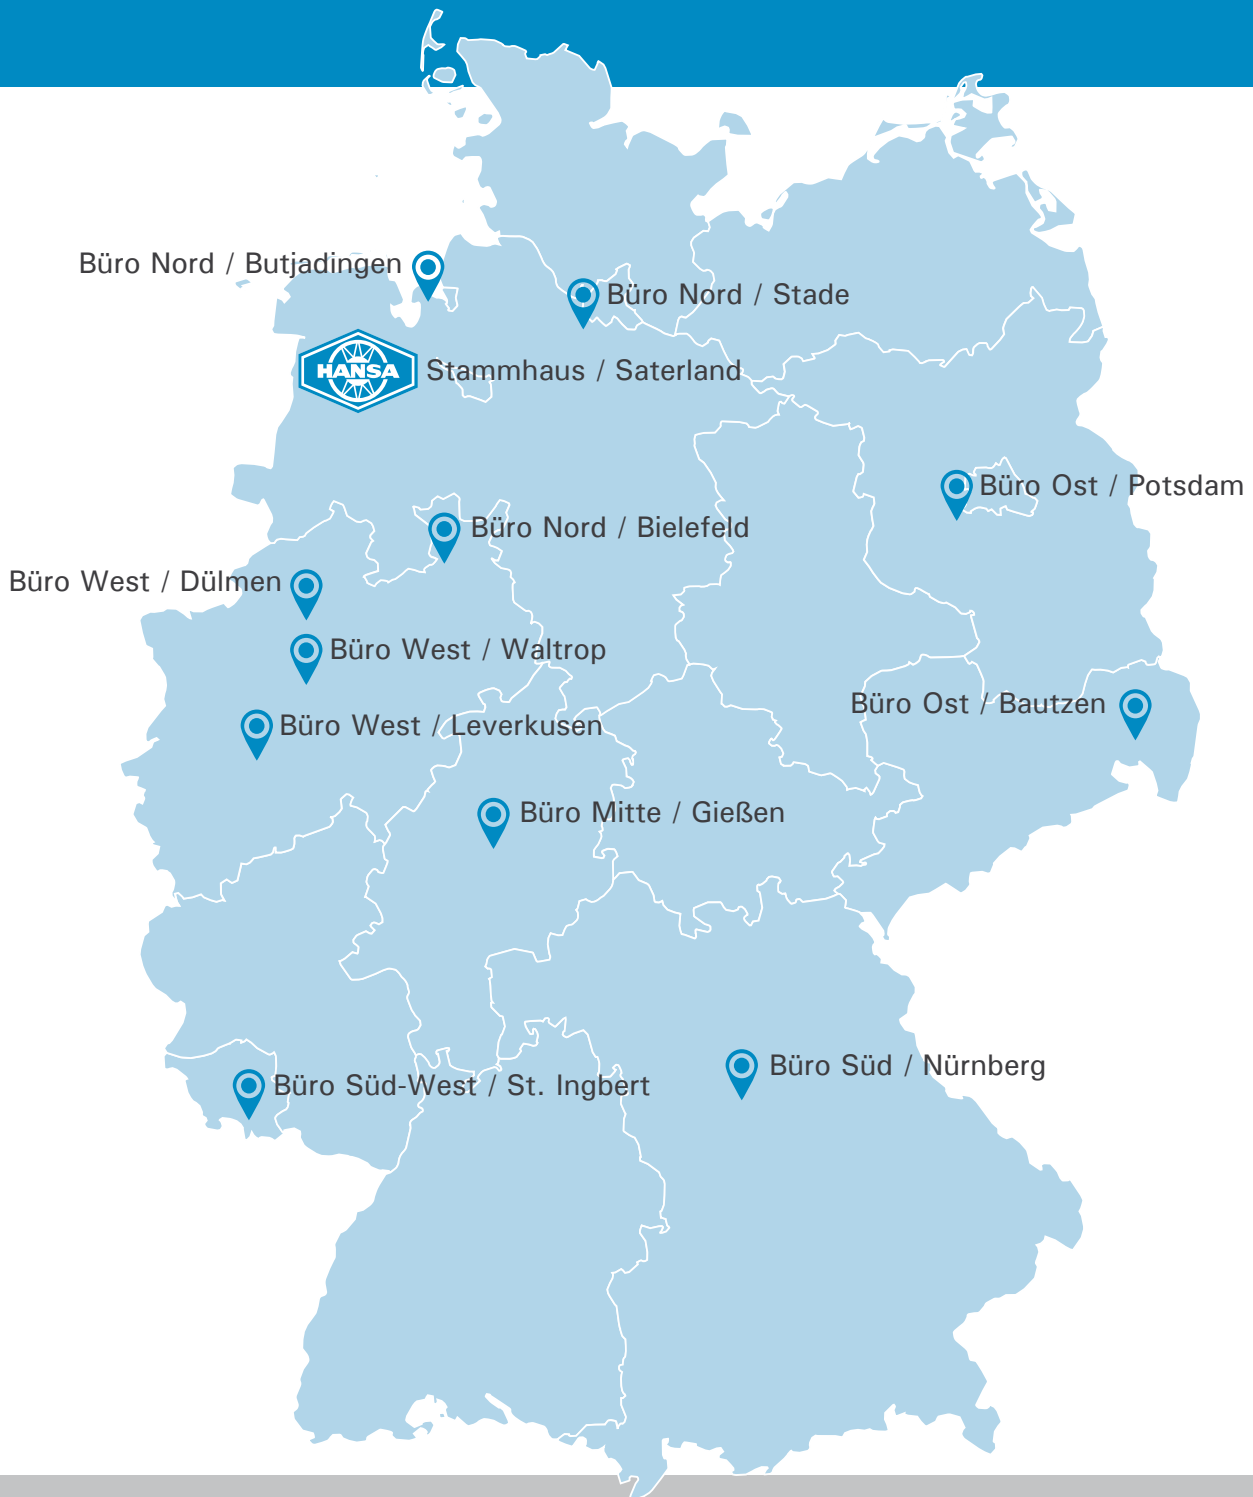 Büro Nord / Butjadingen
Büro Nord / Stade
HANSA
Stammhaus / Saterland
Büro Ost / Potsdam
Büro Nord / Bielefeld
Büro West / Dülmen
Büro West / Waltrop
Büro Ost / Bautzen
Büro West / Leverkusen
Büro Mitte / Gießen
Büro Süd / Nürnberg
Büro Süd-West / St. Ingbert